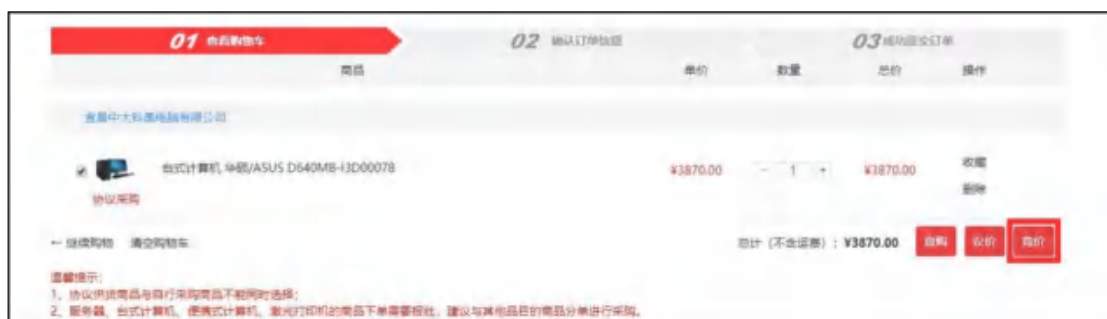 01 查看购物车 02 确认订单信息 03 成功提交订单
商品 单价 数量 总价 操作
宜昌中大科基电脑有限公司
台式计算机 华硕/ASUS D640MB-I3D00078 ¥3870.00 - 1 + ¥3870.00 收藏
协议采购 删除
← 继续购物 清空购物车 总计（不含运费）：¥3870.00 直购 议价 竞价
温馨提示：
1、协议供货商品与自行采购商品不能同时选择；
2、服务器、台式计算机、便携式计算机、激光打印机的商品下单需要报批，建议与其他品目的商品分单进行采购。